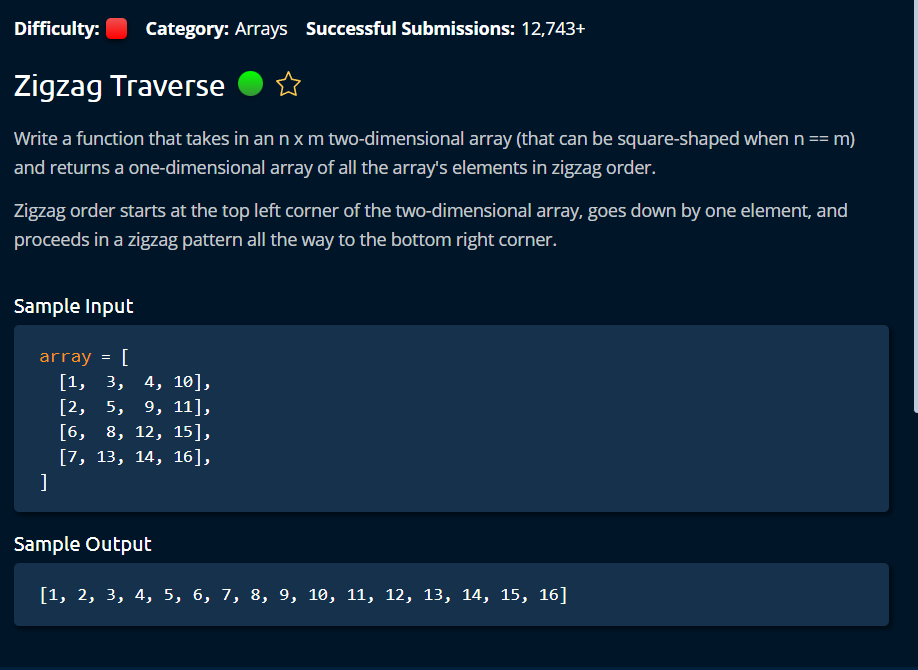 Difficulty: Category: Arrays Successful Submissions: 12,743+
Zigzag Traverse
Write a function that takes in an n x m two-dimensional array (that can be square-shaped when n == m)
and returns a one-dimensional array of all the array's elements in zigzag order.
Zigzag order starts at the top left corner of the two-dimensional array, goes down by one element, and
proceeds in a zigzag pattern all the way to the bottom right corner.
Sample Input
array = [
  [1,  3,  4, 10],
  [2,  5,  9, 11],
  [6,  8, 12, 15],
  [7, 13, 14, 16],
]
Sample Output
[1, 2, 3, 4, 5, 6, 7, 8, 9, 10, 11, 12, 13, 14, 15, 16]